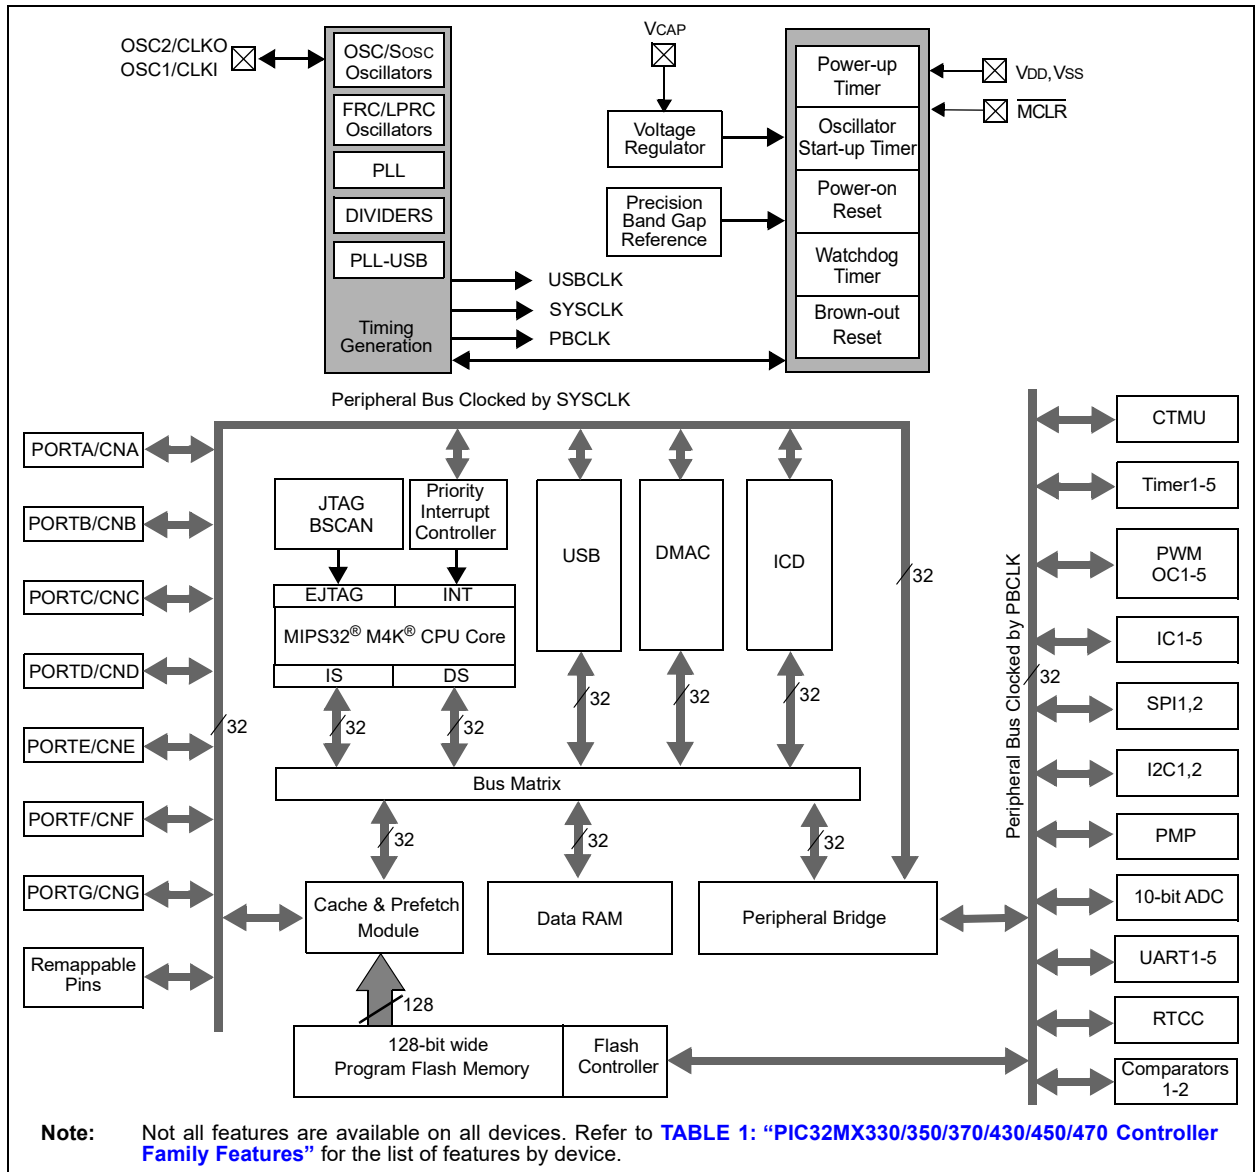 OSC2/CLKO
OSC1/CLKI
OSC/SOSC
Oscillators
FRC/LPRC
Oscillators
PLL
DIVIDERS
PLL-USB
Timing
Generation
USBCLK
SYSCLK
PBCLK
VCAP
Voltage
Regulator
Precision
Band Gap
Reference
Power-up
Timer
Oscillator
Start-up Timer
Power-on
Reset
Watchdog
Timer
Brown-out
Reset
VDD, VSS
MCLR
Peripheral Bus Clocked by SYSCLK
PORTA/CNA
PORTB/CNB
PORTC/CNC
PORTD/CND
PORTE/CNE
PORTF/CNF
PORTG/CNG
Remappable
Pins
32
JTAG
BSCAN
Priority
Interrupt
Controller
EJTAG
INT
MIPS32® M4K® CPU Core
IS
DS
USB
DMAC
ICD
32
32
32
32
32
32
Bus Matrix
32
32
32
Cache & Prefetch
Module
Data RAM
Peripheral Bridge
128
128-bit wide
Program Flash Memory
Flash
Controller
Peripheral Bus Clocked by PBCLK
32
CTMU
Timer1-5
PWM
OC1-5
IC1-5
SPI1,2
I2C1,2
PMP
10-bit ADC
UART1-5
RTCC
Comparators
1-2
Note: Not all features are available on all devices. Refer to TABLE 1: “PIC32MX330/350/370/430/450/470 Controller
Family Features” for the list of features by device.